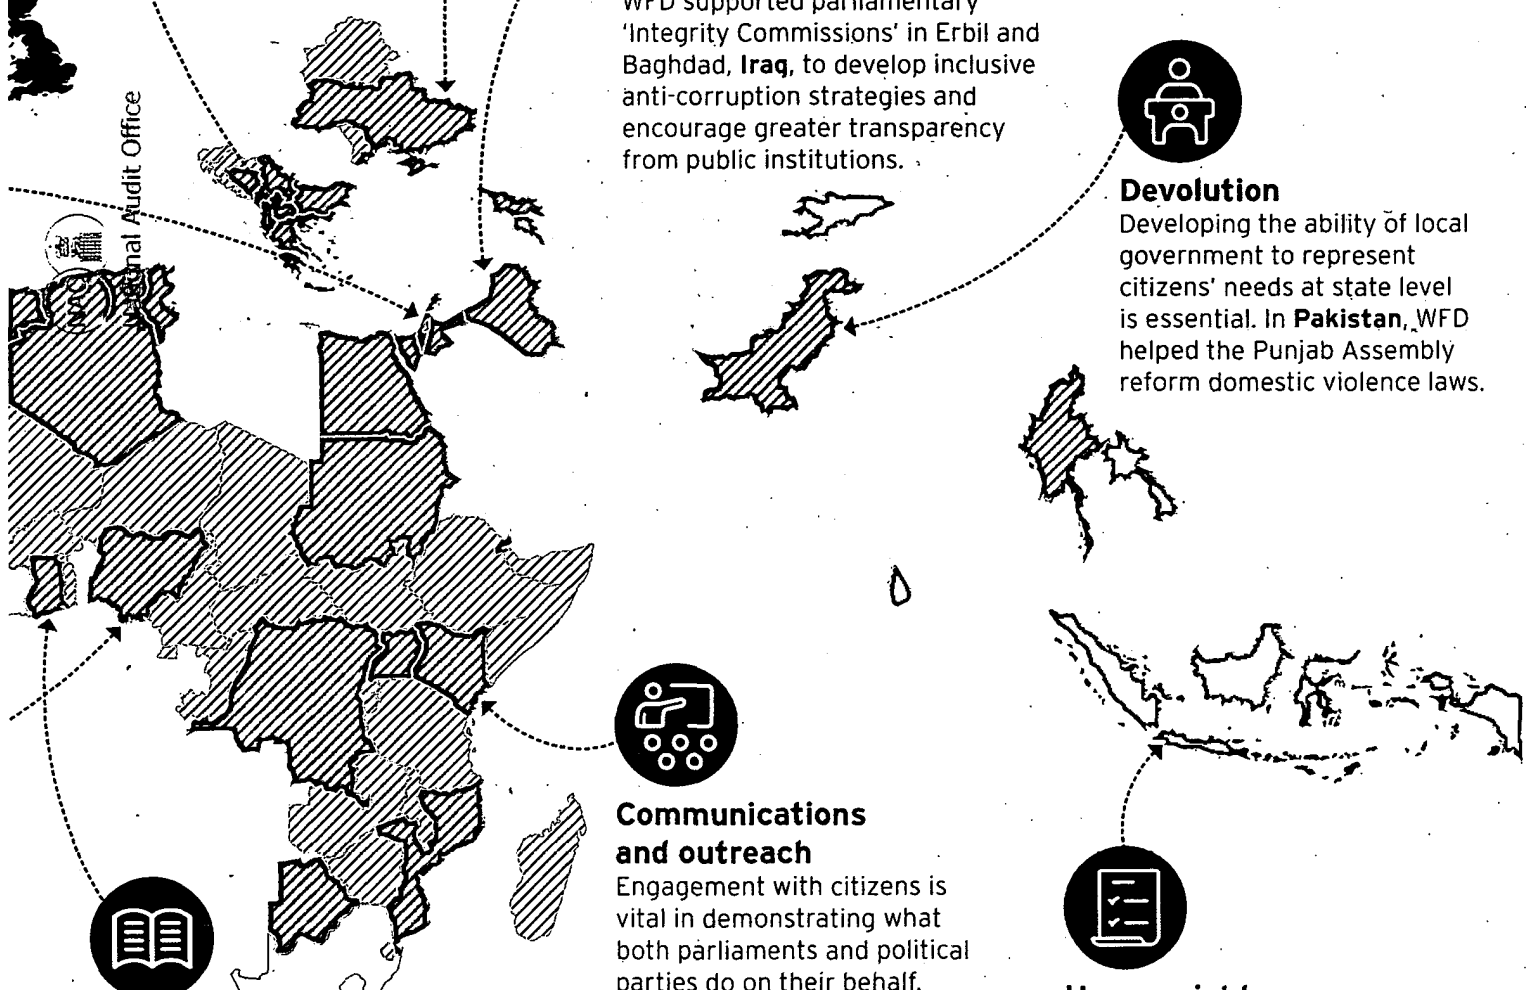 WFD supported parliamentary
'Integrity Commissions' in Erbil and
Baghdad, Iraq, to develop inclusive
anti-corruption strategies and
encourage greater transparency
from public institutions.
National Audit Office
NAO
Devolution
Developing the ability of local
government to represent
citizens' needs at state level
is essential. In Pakistan, WFD
helped the Punjab Assembly
reform domestic violence laws.
Communications
and outreach
Engagement with citizens is
vital in demonstrating what
both parliaments and political
parties do on their behalf.